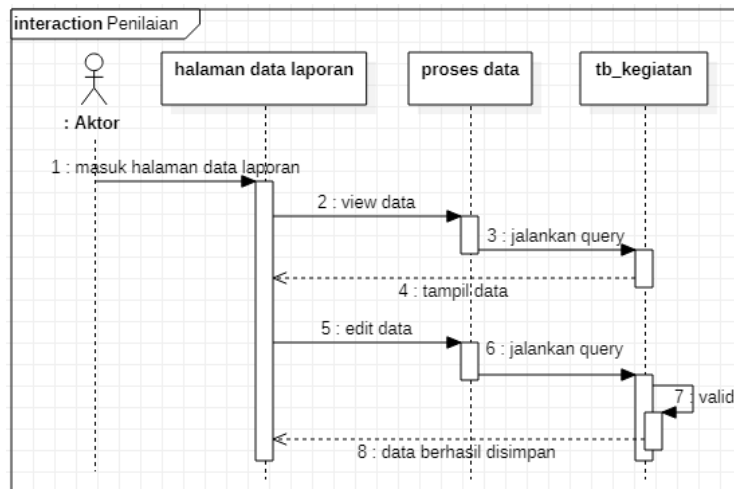 interaction Penilaian
halaman data laporan
proses data
tb_kegiatan
: Aktor
1 : masuk halaman data laporan
2 : view data
3 : jalankan query
4 : tampil data
5 : edit data
6 : jalankan query
7 : valid
8 : data berhasil disimpan